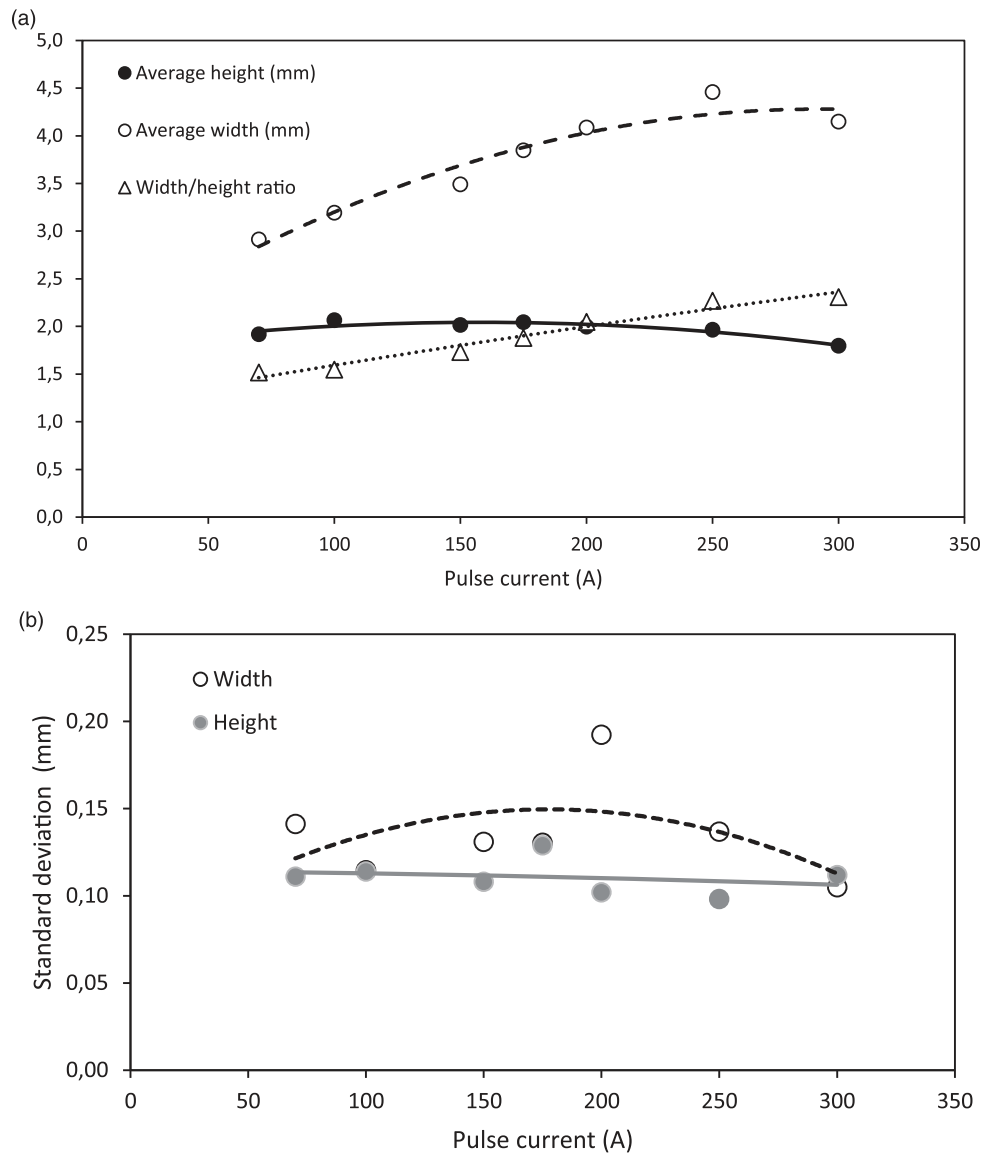 (a)
5,0
4,5
4,0
3,5
3,0
2,5
2,0
1,5
1,0
0,5
0,0
Average height (mm)
Average width (mm)
Width/height ratio
0 50 100 150 200 250 300 350
Pulse current (A)
(b)
0,25
0,20
0,15
0,10
0,05
0,00
Standard deviation (mm)
Width
Height
0 50 100 150 200 250 300 350
Pulse current (A)